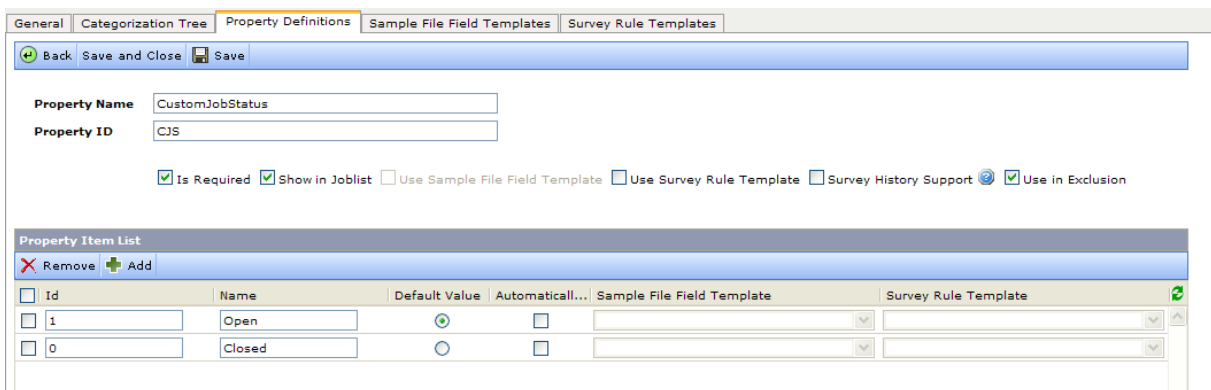 General Categorization Tree Property Definitions Sample File Field Templates Survey Rule Templates
Back Save and Close Save
Property Name CustomJobStatus
Property ID CJS
Is Required Show in Joblist Use Sample File Field Template Use Survey Rule Template Survey History Support Use in Exclusion
Property Item List
Remove Add
Id Name Default Value Automaticall... Sample File Field Template Survey Rule Template
1 Open
0 Closed